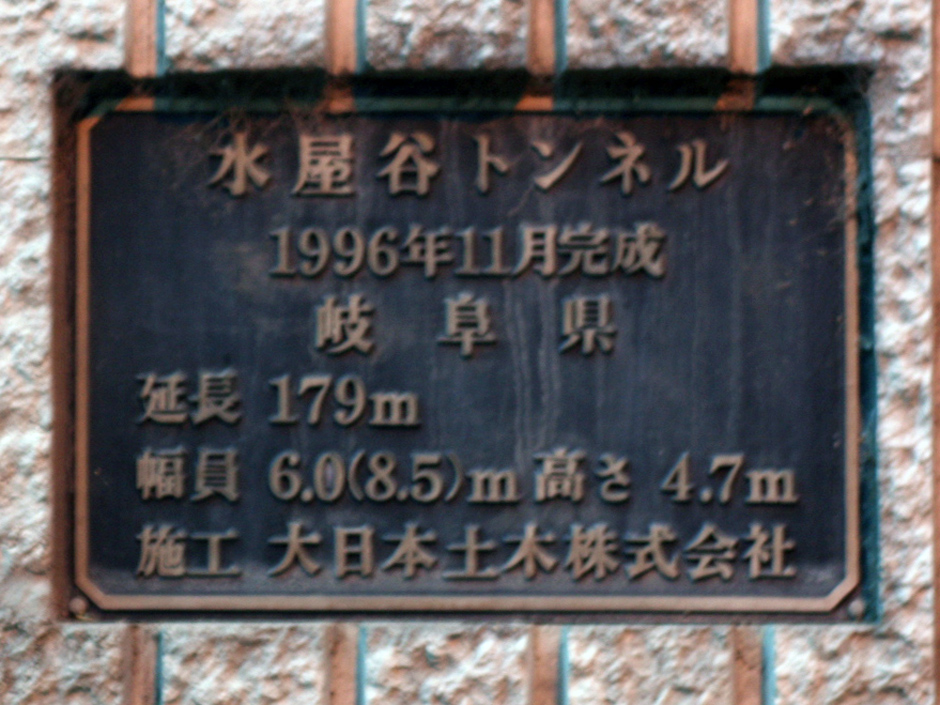 水屋谷トンネル
1996年11月完成
岐阜県
延長 179m
幅員 6.0(8.5)m 高さ 4.7m
施工 大日本土木株式会社